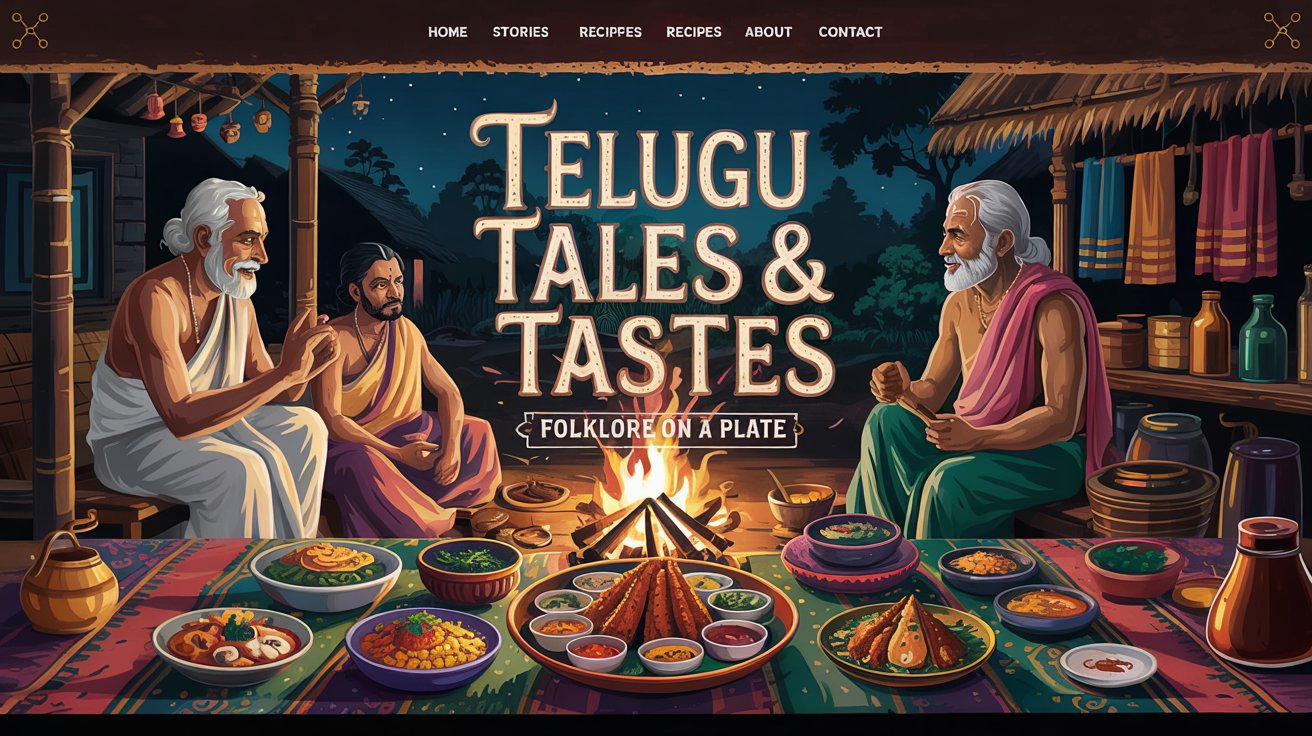 HOME STORIES RECIPPES RECIPES ABOUT CONTACT
TELUGU
TALES &
TASTES
FOLKLORE ON A PLATE